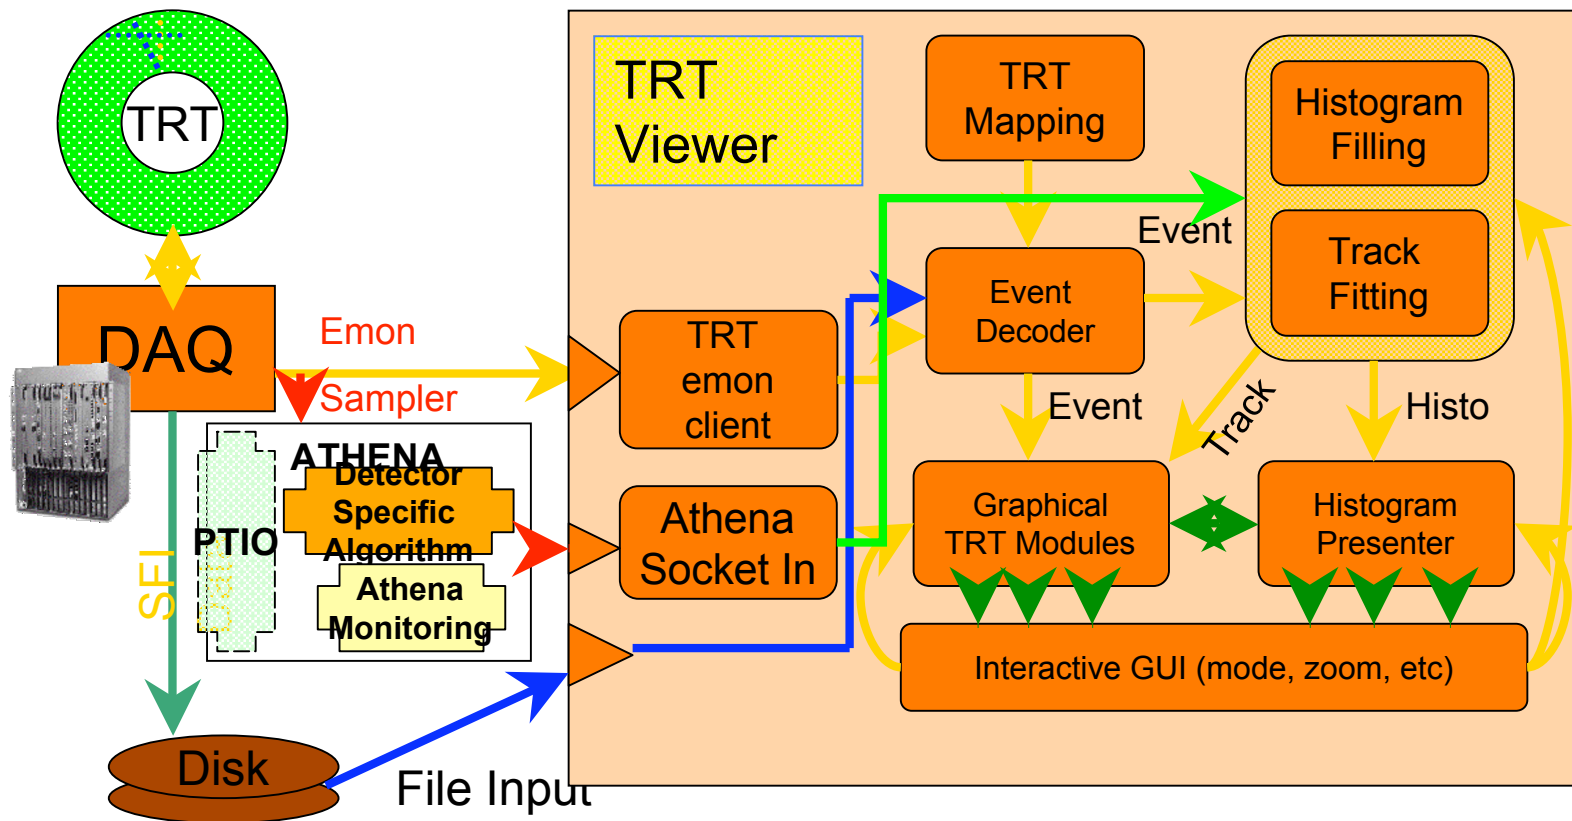 TRT
DAQ
Emon
Sampler
SFI
Disk
File Input
ATHENA
PTIO
Data
Detector
Specific
Algorithm
Athena
Monitoring
TRT
Viewer
TRT
Mapping
Histogram
Filling
Track
Fitting
Event
Event
Decoder
TRT
emon
client
Event
Track
Histo
Athena
Socket In
Graphical
TRT Modules
Histogram
Presenter
Interactive GUI (mode, zoom, etc)